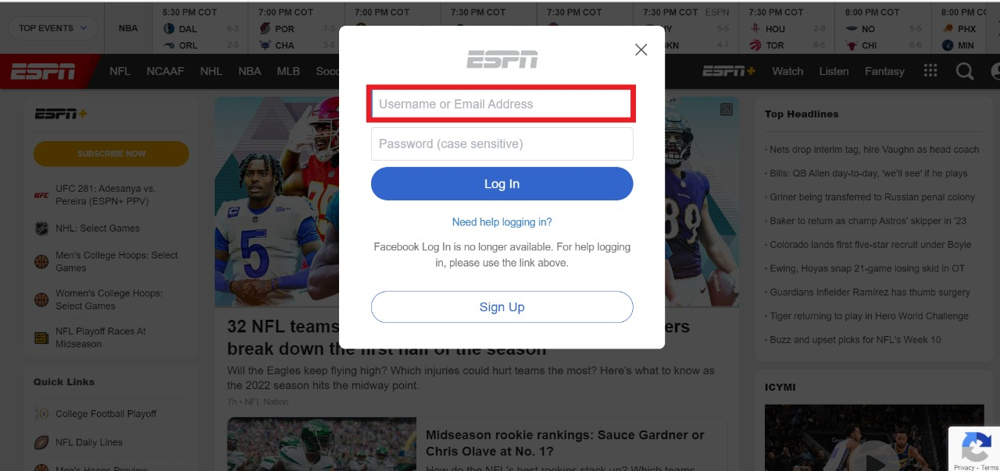 TOP EVENTS
NBA
5:30 PM COT
DAL 6-3
ORL 2-9
7:00 PM COT
POR 7-3
CHA 3-8
7:00 PM COT
7:30 PM COT
7:30 PM COT
7:30 PM COT ESPN
5-5
4-7
7:30 PM COT
HOU 2-9
TOR 6-5
8:00 PM COT
NO 5-5
CHI 6-6
8:00 PM
PHX
MIN
ESPN
NFL NCAAF NHL NBA MLB
ESPN+ Watch Listen Fantasy
ESPN
Username or Email Address
Password (case sensitive)
Log In
Need help logging in?
Facebook Log In is no longer available. For help logging
in, please use the link above.
Sign Up
ESPN+
SUBSCRIBE NOW
UFC
UFC 281: Adesanya vs.
Pereira (ESPN+ PPV)
NHL: Select Games
Men's College Hoops: Select
Games
Women's College Hoops:
Select Games
NFL Playoff Races At
Midseason
Quick Links
College Football Playoff
NFL Daily Lines
Men's Hoops Preview
5
89
32 NFL teams
break down the first half of the season
Will the Eagles keep flying high? Which injuries could hurt teams the most? Here's what to know as
the 2022 season hits the midway point.
7h • NFL Nation
Midseason rookie rankings: Sauce Gardner or
Chris Olave at No. 1?
How do the NFL's best rookies stack up? Which teams
Top Headlines
· Nets drop interim tag, hire Vaughn as head coach
· Bills: QB Allen day-to-day, 'we'll see' if he plays
· Griner being transferred to Russian penal colony
· Baker to return as champ Astros' skipper in '23
· Colorado lands first five-star recruit under Boyle
· Ewing, Hoyas snap 21-game losing skid in OT
· Guardians infielder Ramírez has thumb surgery
· Tiger returning to play in Hero World Challenge
· Buzz and upset picks for NFL's Week 10
ICYMI
Privacy - Terms